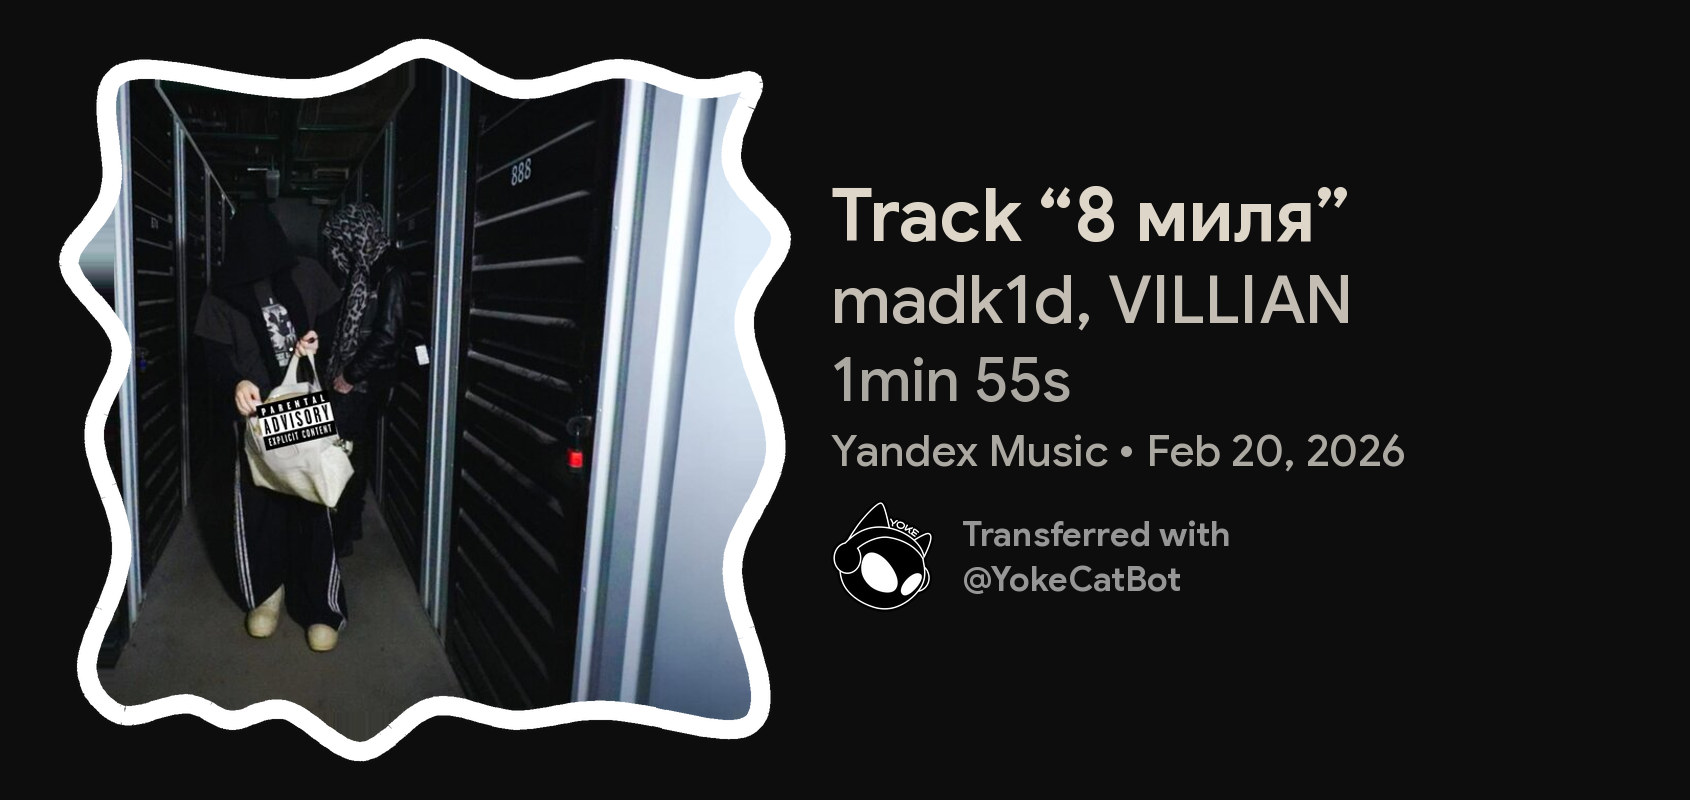 888
PARENTAL
ADVISORY
EXPLICIT CONTENT
Track “8 миля”
madk1d, VILLIAN
1min 55s
Yandex Music • Feb 20, 2026
YOKE
Transferred with
@YokeCatBot